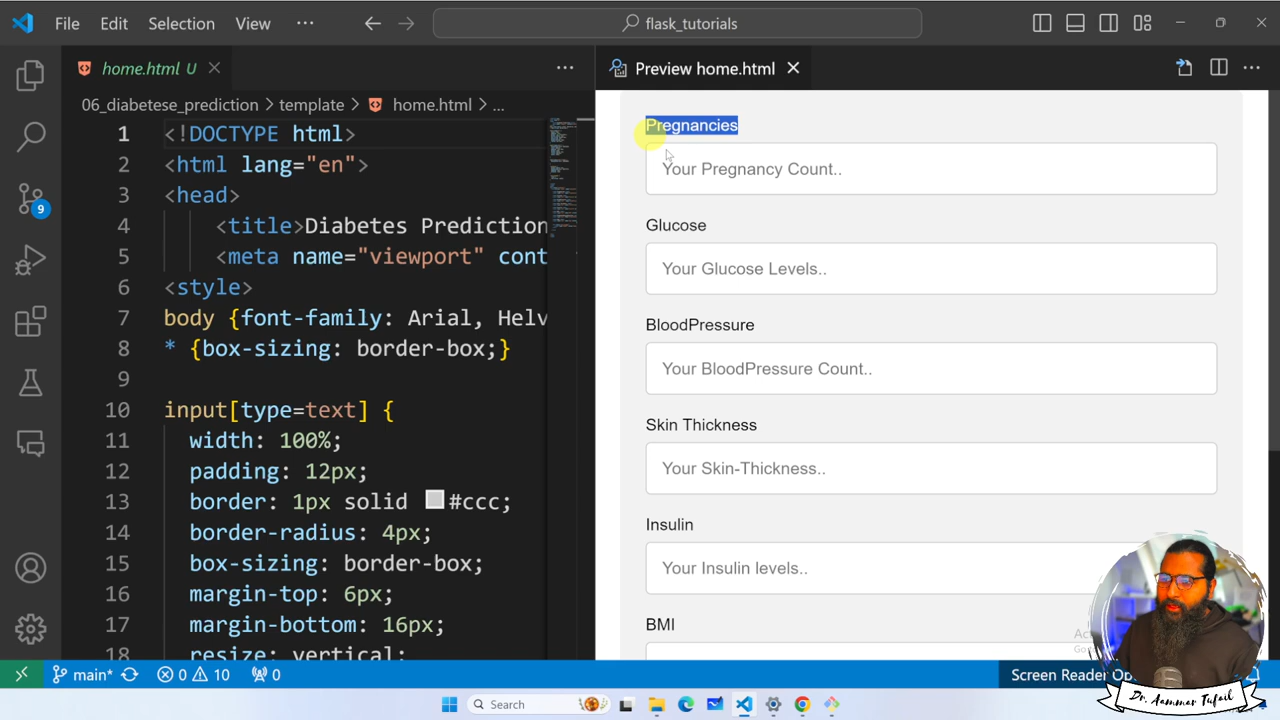 File Edit Selection View ··· flask_tutorials
home.html U
Preview home.html
06_diabetese_prediction > template > home.html > ...
1 <!DOCTYPE html>
2 <html lang="en">
3 <head>
4 <title>Diabetes Prediction
5 <meta name="viewport" cont
6 <style>
7 body {font-family: Arial, Helv
8 * {box-sizing: border-box;}
9
10 input[type=text] {
11 width: 100%;
12 padding: 12px;
13 border: 1px solid #ccc;
14 border-radius: 4px;
15 box-sizing: border-box;
16 margin-top: 6px;
17 margin-bottom: 16px;
18 resize: vertical;
Pregnancies
Your Pregnancy Count..
Glucose
Your Glucose Levels..
BloodPressure
Your BloodPressure Count..
Skin Thickness
Your Skin-Thickness..
Insulin
Your Insulin levels..
BMI
9
main* 0 10 0
Screen Reader
Dr. Aammar Tufail
Search